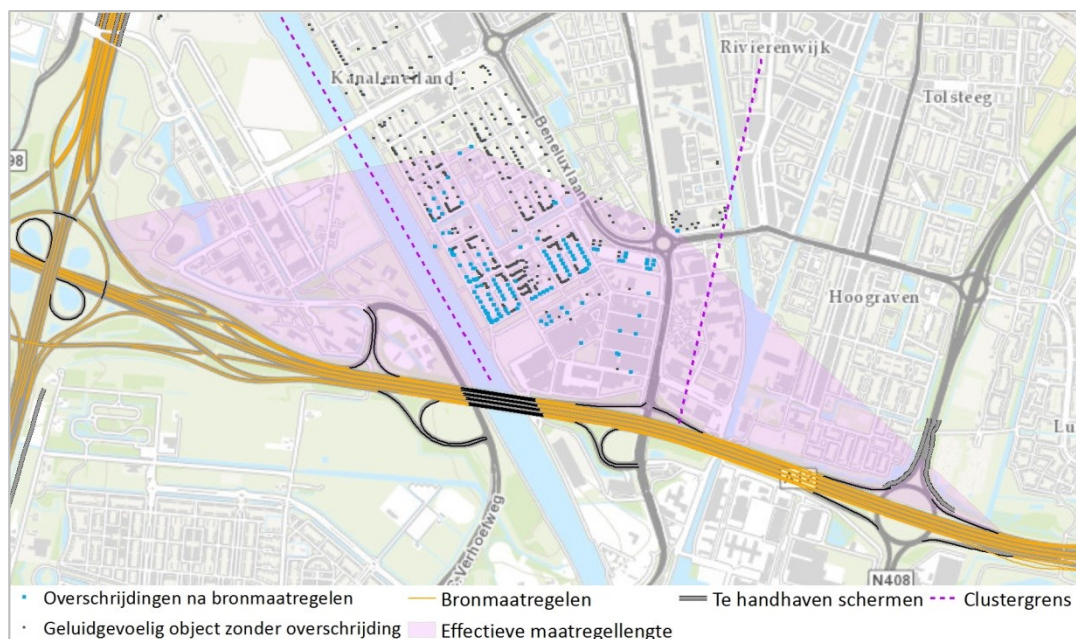 Rivierenwijk
Kanaleneiland
Tolsteeg
Beneluxlaan
98
Hoograven
Lu
S. Verhoefweg
N408
Overschrijdingen na bronmaatregelen
Bronmaatregelen
Te handhaven schermen
Clustergrens
Geluidgevoelig object zonder overschrijding
Effectieve maatregellengte